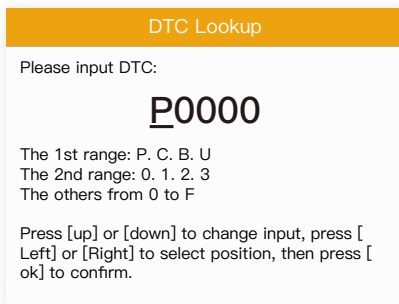 DTC Lookup
Please input DTC:
P0000
The 1st range: P. C. B. U
The 2nd range: 0. 1. 2. 3
The others from 0 to F
Press [up] or [down] to change input, press [
Left] or [Right] to select position, then press [
ok] to confirm.